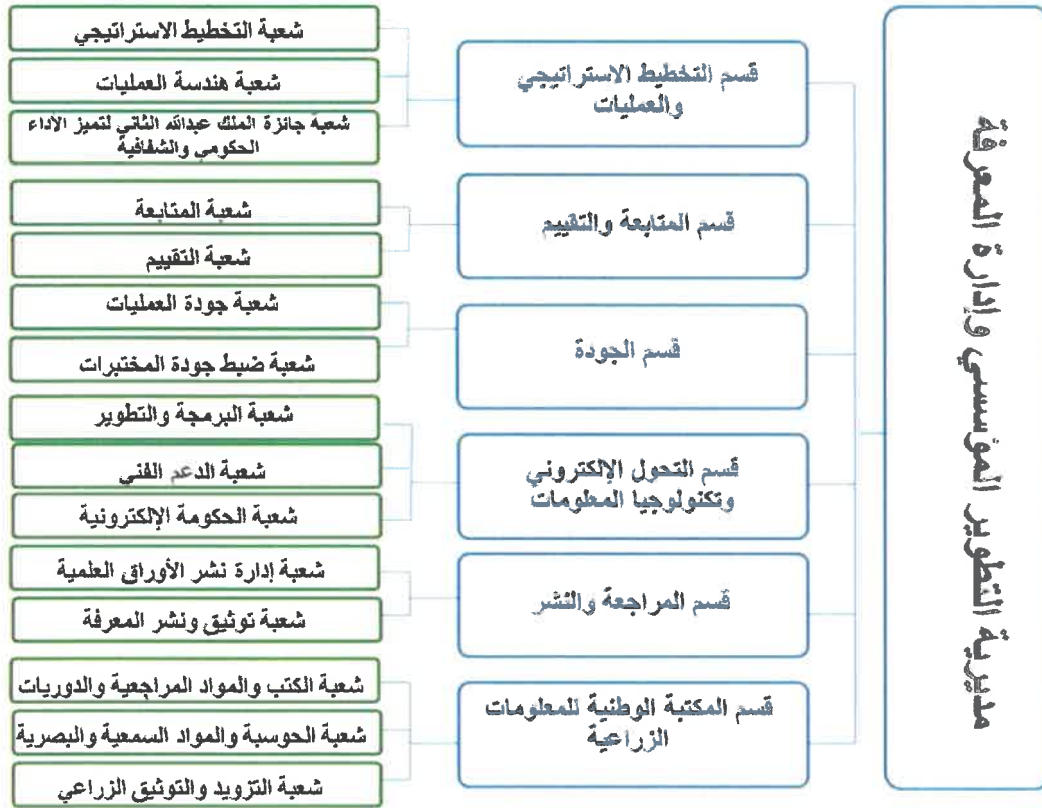 مديرية التطوير المؤسسي وإدارة المعرفة
قسم التخطيط الاستراتيجي
والعمليات
شعبة التخطيط الاستراتيجي
شعبة هندسة العمليات
شعبة جائزة الملك عبدالله الثاني لتميز الاداء
الحكومي والشفافية
قسم المتابعة والتقييم
شعبة المتابعة
شعبة التقييم
قسم الجودة
شعبة جودة العمليات
شعبة ضبط جودة المختبرات
قسم التحول الإلكتروني
وتكنولوجيا المعلومات
شعبة البرمجة والتطوير
شعبة الدعم الفني
شعبة الحكومة الإلكترونية
قسم المراجعة والنشر
شعبة إدارة نشر الأوراق العلمية
شعبة توثيق ونشر المعرفة
قسم المكتبة الوطنية للمعلومات
الزراعية
شعبة الكتب والمواد المراجعية والدوريات
شعبة الحوسبة والمواد السمعية والبصرية
شعبة التزويد والتوثيق الزراعي